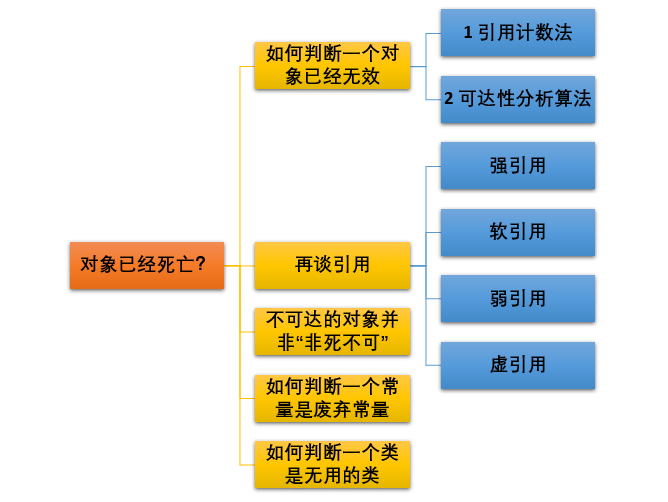 对象已经死亡?
如何判断一个对
象已经无效
1 引用计数法
2 可达性分析算法
再谈引用
强引用
软引用
弱引用
虚引用
不可达的对象并
非“非死不可”
如何判断一个常
量是废弃常量
如何判断一个类
是无用的类